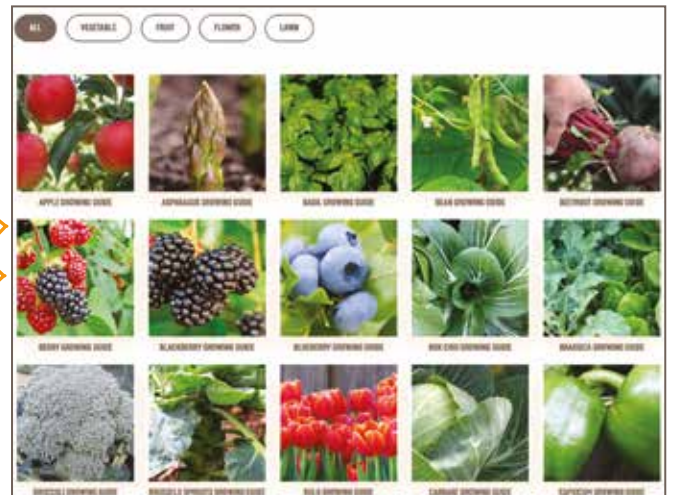 ALL VEGETABLE FRUIT FLOWER LAWN
APPLE GROWING GUIDE ASPARAGUS GROWING GUIDE BASIL GROWING GUIDE BEAN GROWING GUIDE BEETROOT GROWING GUIDE
BERRY GROWING GUIDE BLACKBERRY GROWING GUIDE BLUEBERRY GROWING GUIDE BOK CHOI GROWING GUIDE BRASSICA GROWING GUIDE
BROCCOLI GROWING GUIDE BRUSSELS SPROUTS GROWING GUIDE BULB GROWING GUIDE CABBAGE GROWING GUIDE CAPSICUM GROWING GUIDE